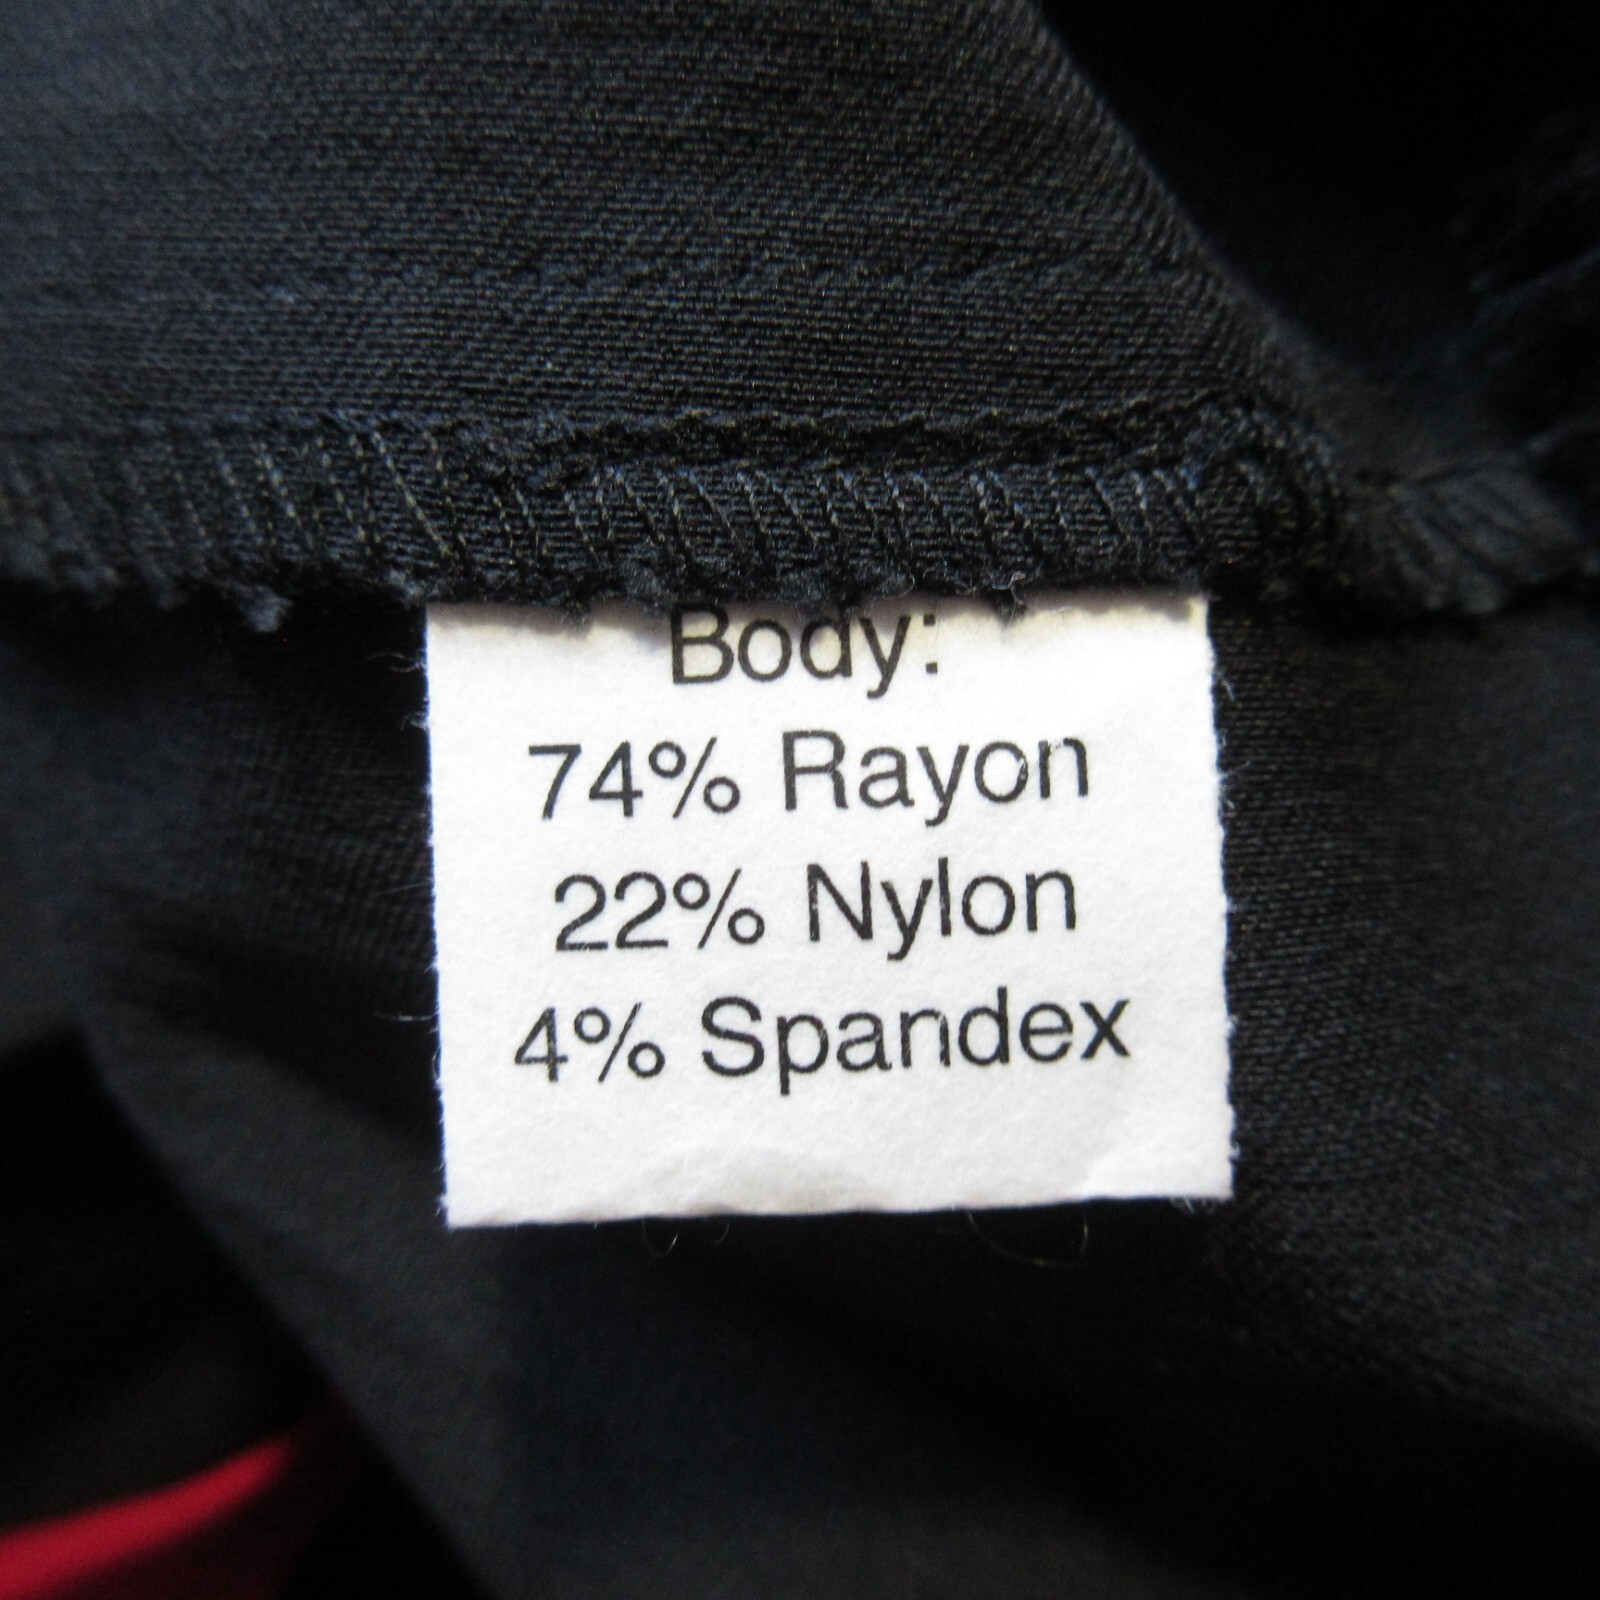 Body:
74% Rayon
22% Nylon
4% Spandex